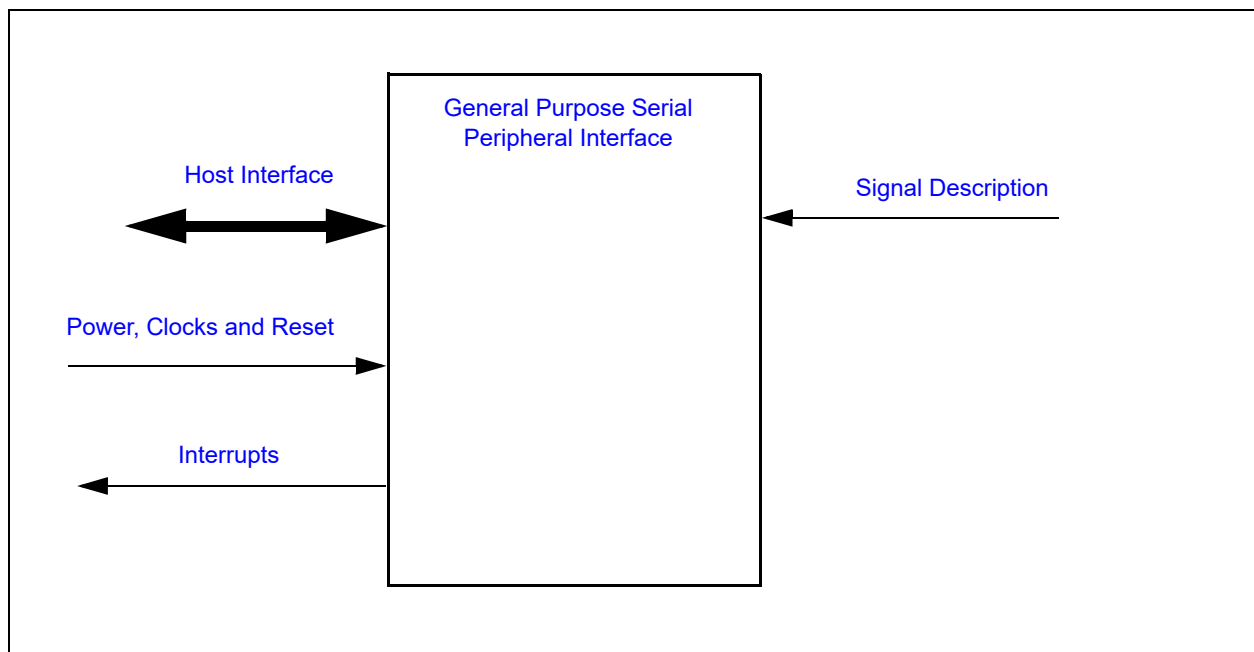 General Purpose Serial
Peripheral Interface
Host Interface
Signal Description
Power, Clocks and Reset
Interrupts